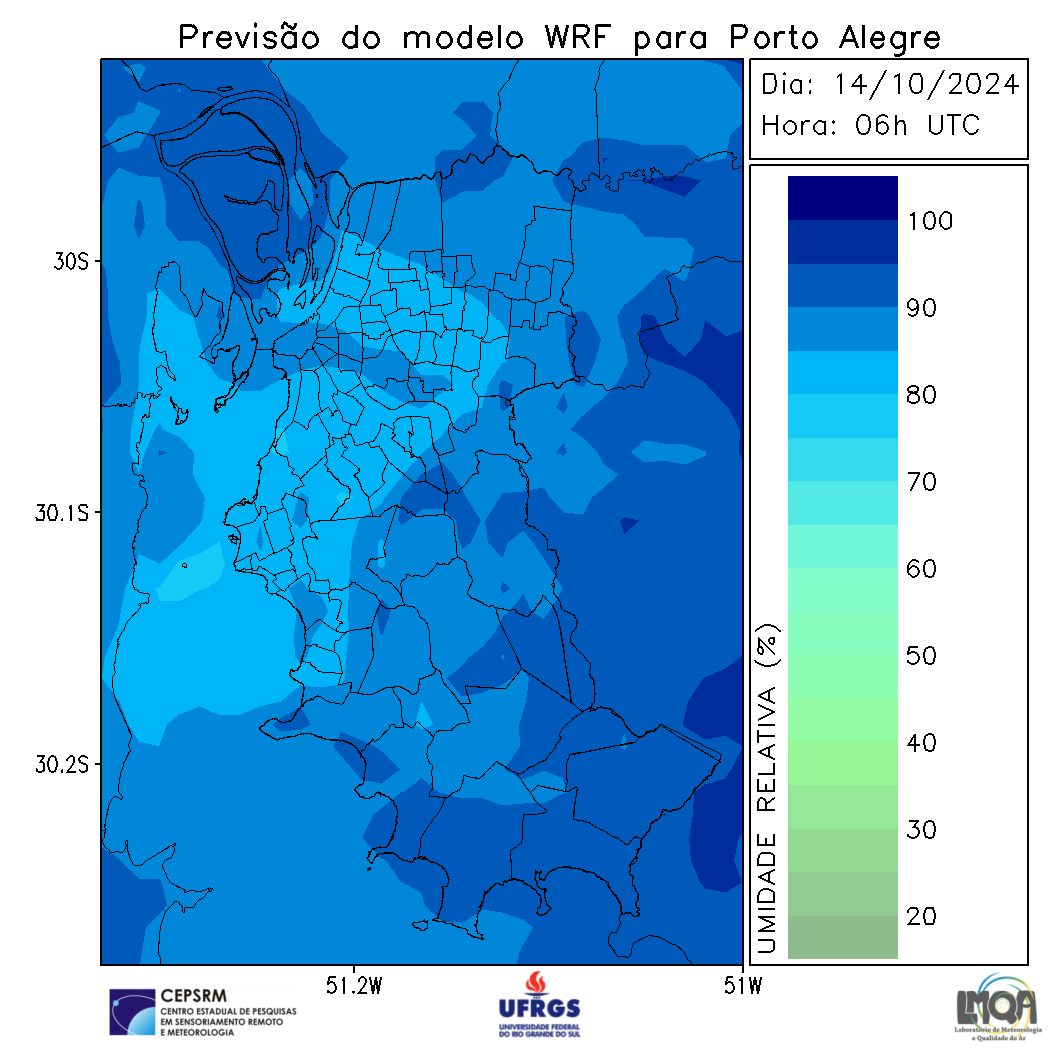 Previsão do modelo WRF para Porto Alegre
Dia: 14/10/2024
Hora: 06h UTC
30S
30.1S
30.2S
51.2W
51W
UMIDADE RELATIVA (%)
100
90
80
70
60
50
40
30
20
CEPSRM
CENTRO ESTADUAL DE PESQUISAS
EM SENSORIAMENTO REMOTO
E METEOROLOGIA
UFRGS
UNIVERSIDADE FEDERAL
DO RIO GRANDE DO SUL
LMQA
Laboratório de Meteorologia
e Qualidade do Ar